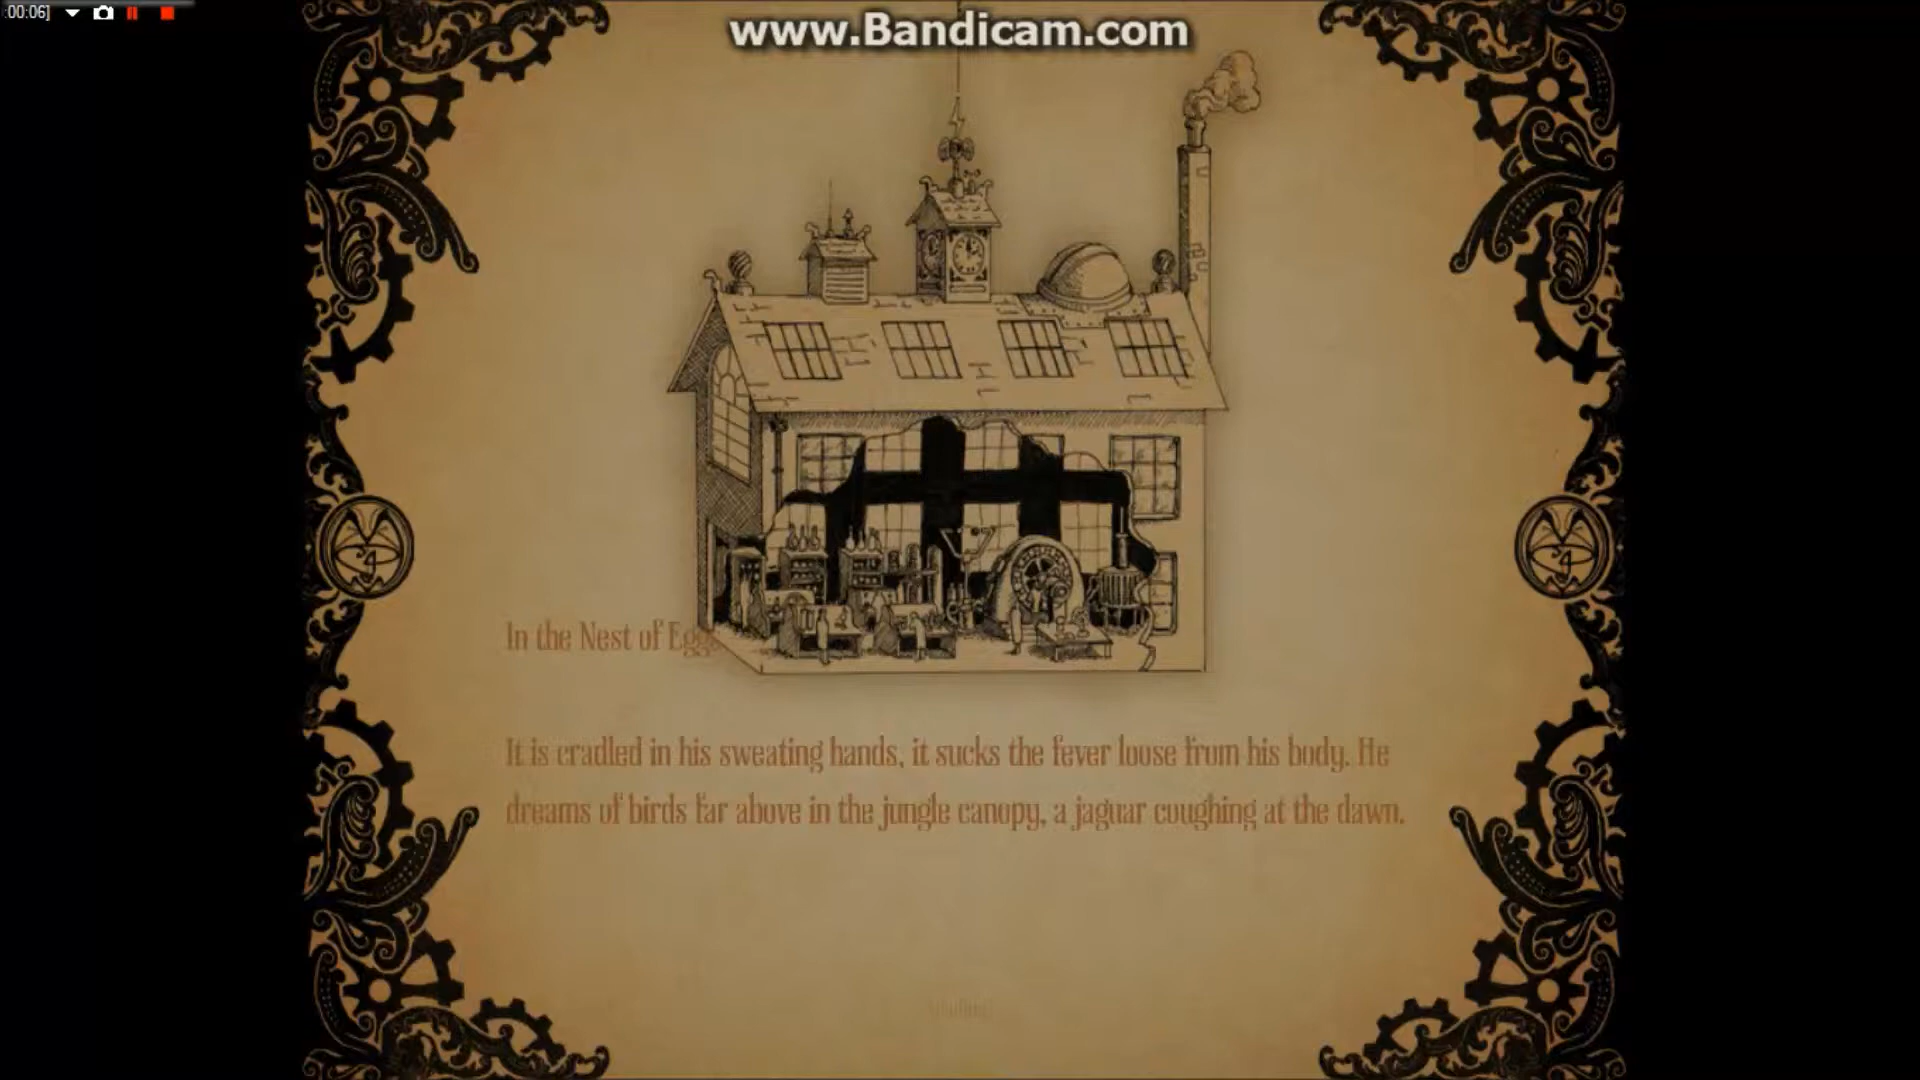 :00:06]
www.Bandicam.com
In the Nest of Eggs
It is cradled in his sweating hands, it sucks the fever loose from his body. He
dreams of birds far above in the jungle canopy, a jaguar coughing at the dawn.